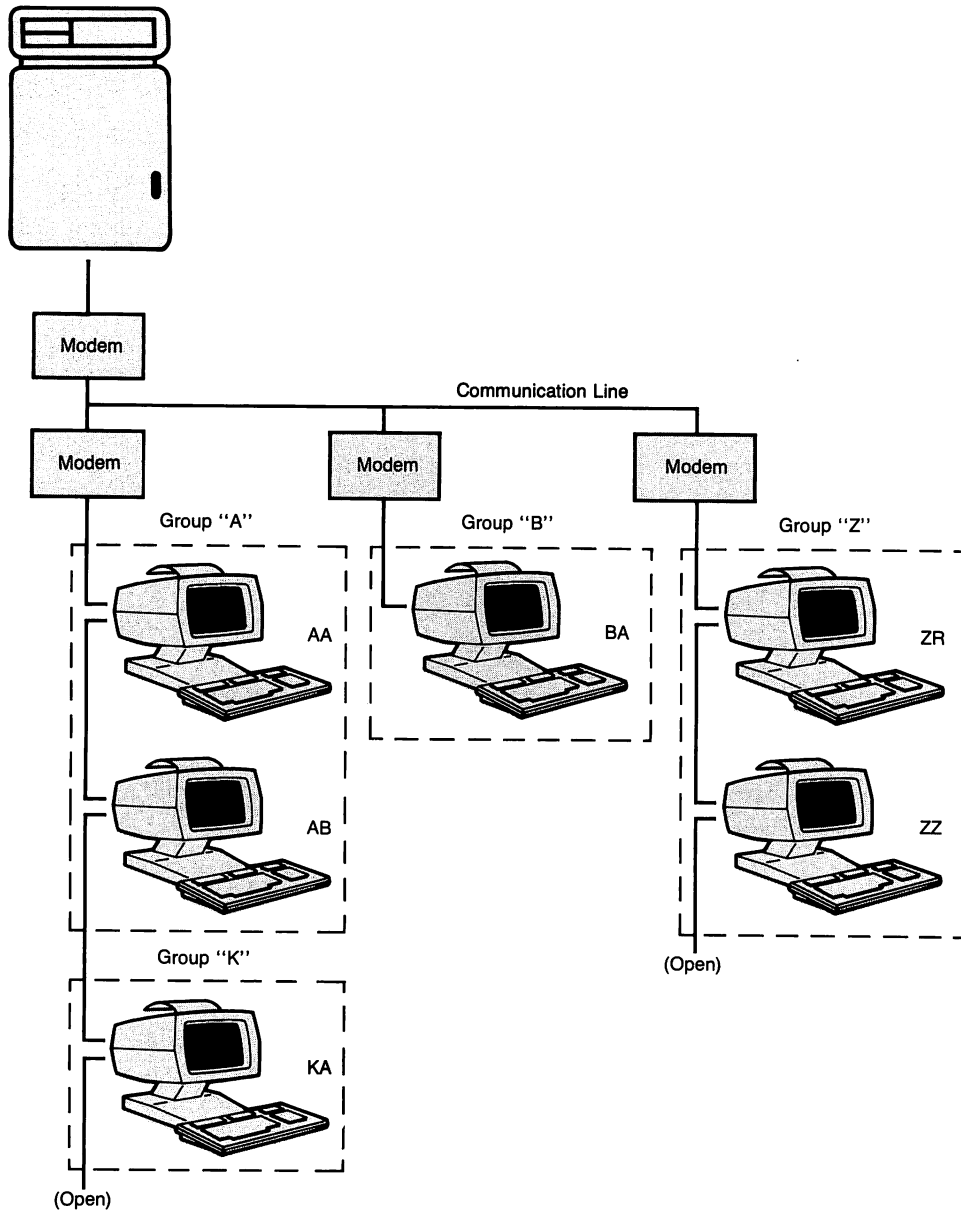 Modem
Communication Line
Modem
Modem
Modem
Group ‘‘A’’
Group ‘‘B’’
Group ‘‘Z’’
AA
BA
ZR
AB
ZZ
Group ‘‘K’’
(Open)
KA
(Open)